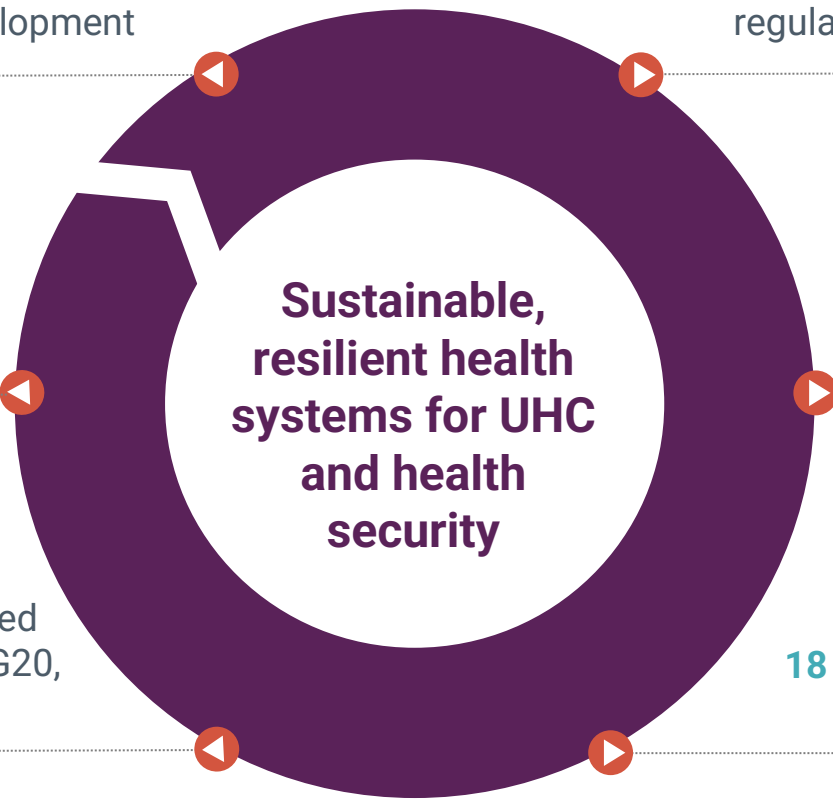 lopment
regula
Sustainable,
resilient health
systems for UHC
and health
security
ed
G20,
18